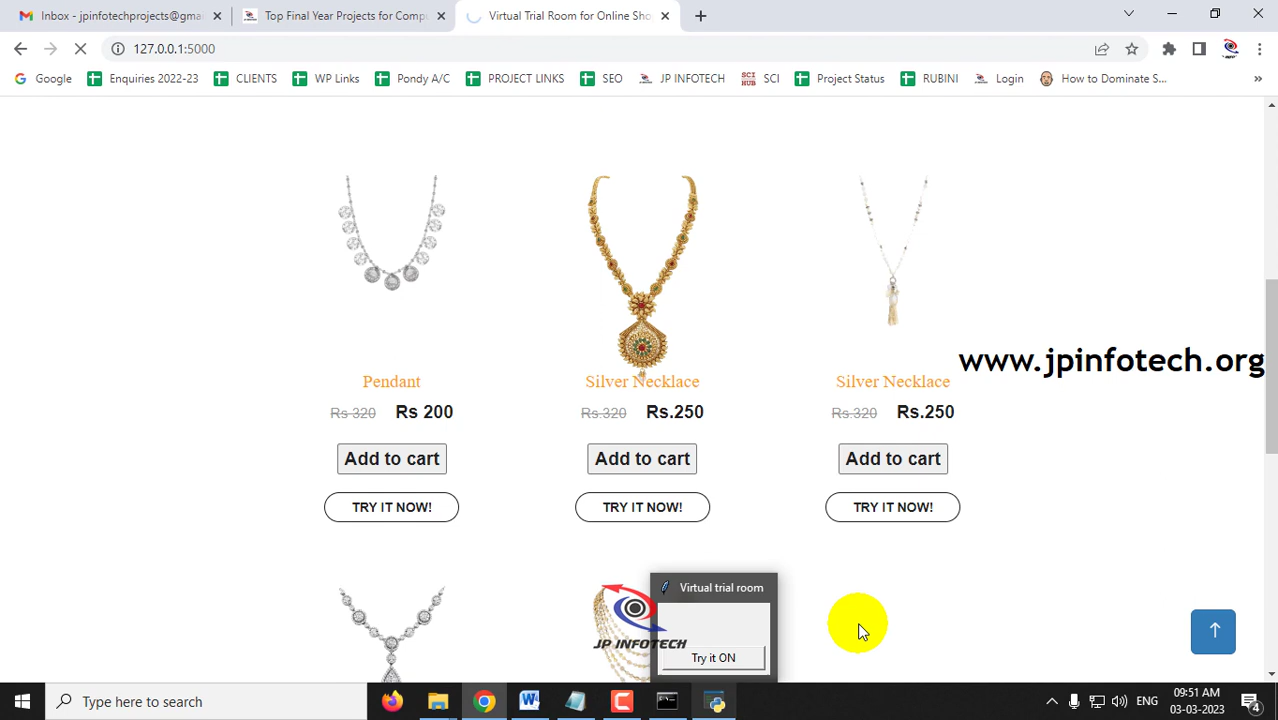 Inbox - jpinfotechprojects@gma
Top Final Year Projects for Comp
Virtual Trial Room for Online Sho
127.0.0.1:5000
Google
Enquiries 2022-23
CLIENTS
WP Links
Pondy A/C
PROJECT LINKS
SEO
JP INFOTECH
SCI HUB
SCI
Project Status
RUBINI
Login
How to Dominate S...
»
www.jpinfotech.org
Pendant
Silver Necklace
Silver Necklace
Rs 320 Rs 200
Rs.320 Rs.250
Rs.320 Rs.250
Add to cart
Add to cart
Add to cart
TRY IT NOW!
TRY IT NOW!
TRY IT NOW!
Virtual trial room
JP INFOTECH
Try it ON
Type here to search
ENG
09:51 AM
03-03-2023
4